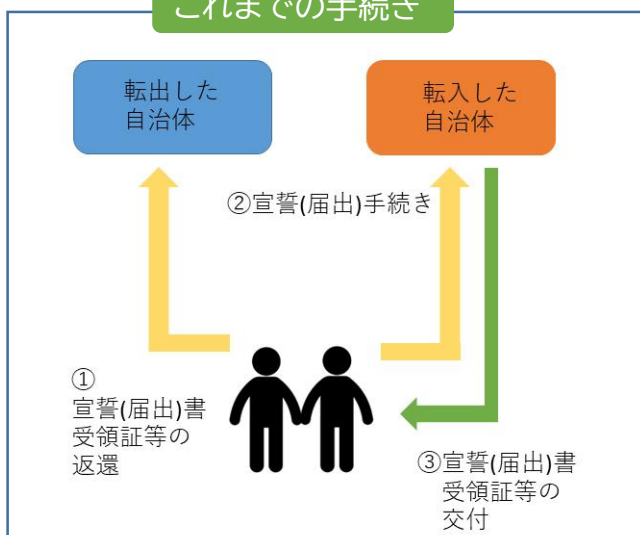 これまでの手続き
転出した
自治体
転入した
自治体
②宣誓(届出)手続き
①
宣誓(届出)書
受領証等の
返還
③宣誓(届出)書
受領証等の
交付